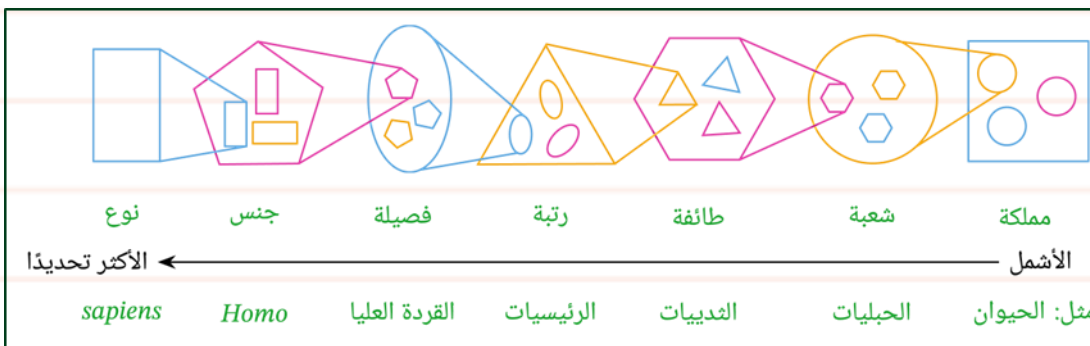 مملكة شعبة طائفة رتبة فصيلة جنس نوع
الأشمل الأكثر تحديدًا
مثل: الحيوان الحبليات الثدييات الرئيسيات القردة العليا Homo sapiens